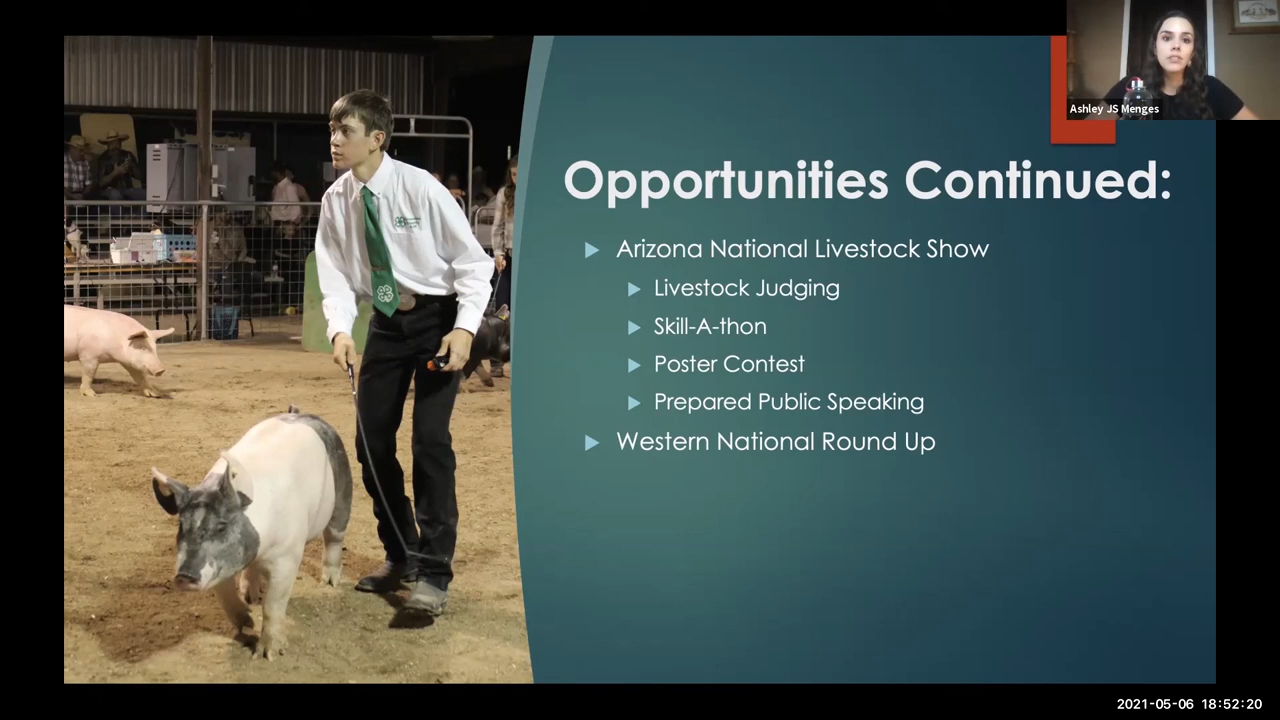 Ashley JS Menges
Opportunities Continued:
Arizona National Livestock Show
Livestock Judging
Skill-A-thon
Poster Contest
Prepared Public Speaking
Western National Round Up
2021-05-06 18:52:20